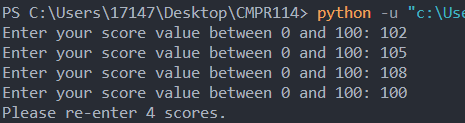 PS C:\Users\17147\Desktop\CMPR114> python -u "c:\Use
Enter your score value between 0 and 100: 102
Enter your score value between 0 and 100: 105
Enter your score value between 0 and 100: 108
Enter your score value between 0 and 100: 100
Please re-enter 4 scores.